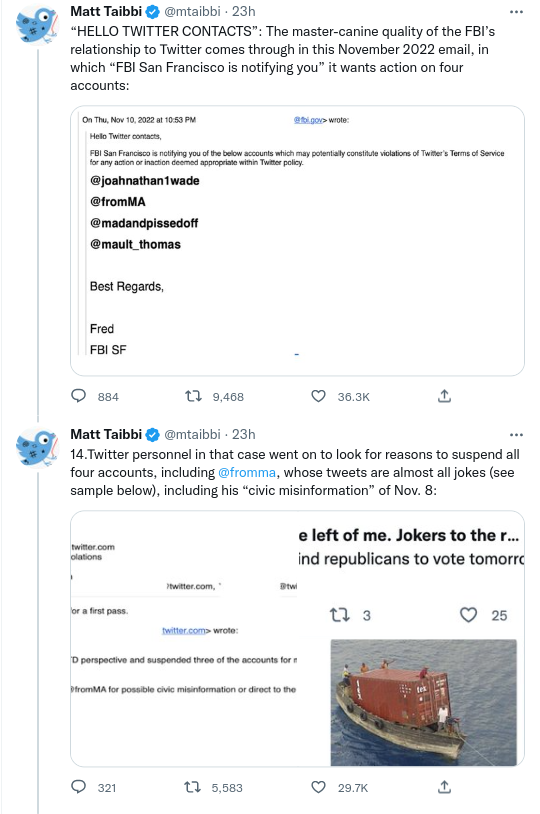 Matt Taibbi @mtaibbi · 23h
“HELLO TWITTER CONTACTS”: The master-canine quality of the FBI’s
relationship to Twitter comes through in this November 2022 email, in
which “FBI San Francisco is notifying you” it wants action on four
accounts:
On Thu, Nov 10, 2022 at 10:53 PM @fbi.gov> wrote:
Hello Twitter contacts,
FBI San Francisco is notifying you of the below accounts which may potentially constitute violations of Twitter's Terms of Service
for any action or inaction deemed appropriate within Twitter policy.
@joahnathan1wade
@fromMA
@madandpissedoff
@mault_thomas
Best Regards,
Fred
FBI SF
884 9,468 36.3K
Matt Taibbi @mtaibbi · 23h
14.Twitter personnel in that case went on to look for reasons to suspend all
four accounts, including @fromma, whose tweets are almost all jokes (see
sample below), including his “civic misinformation” of Nov. 8:
twitter.com
olations
?twitter.com, @twi
or a first pass.
twitter.com> wrote:
'D perspective and suspended three of the accounts for
fromMA for possible civic misinformation or direct to the
e left of me. Jokers to the r...
ind republicans to vote tomorro
3 25
tex
321 5,583 29.7K